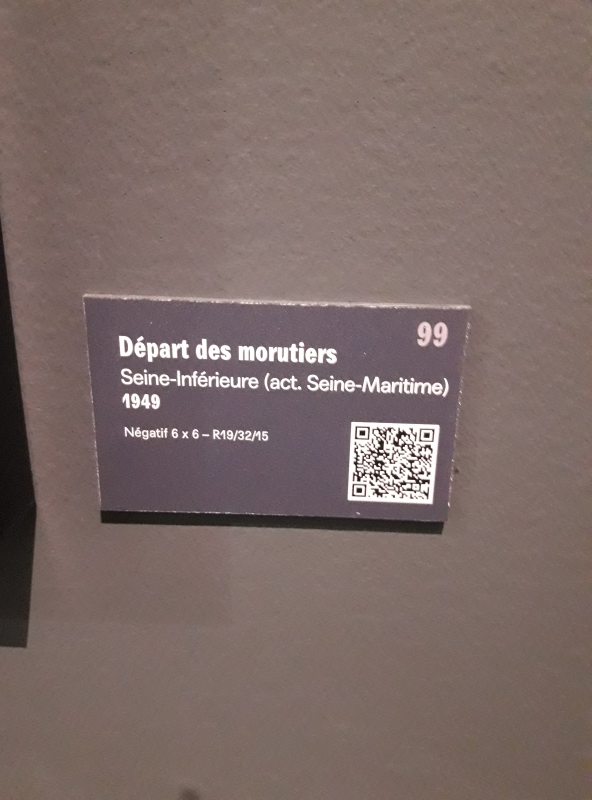 99
Départ des morutiers
Seine-Inférieure (act. Seine-Maritime)
1949
Négatif 6 x 6 – R19/32/15